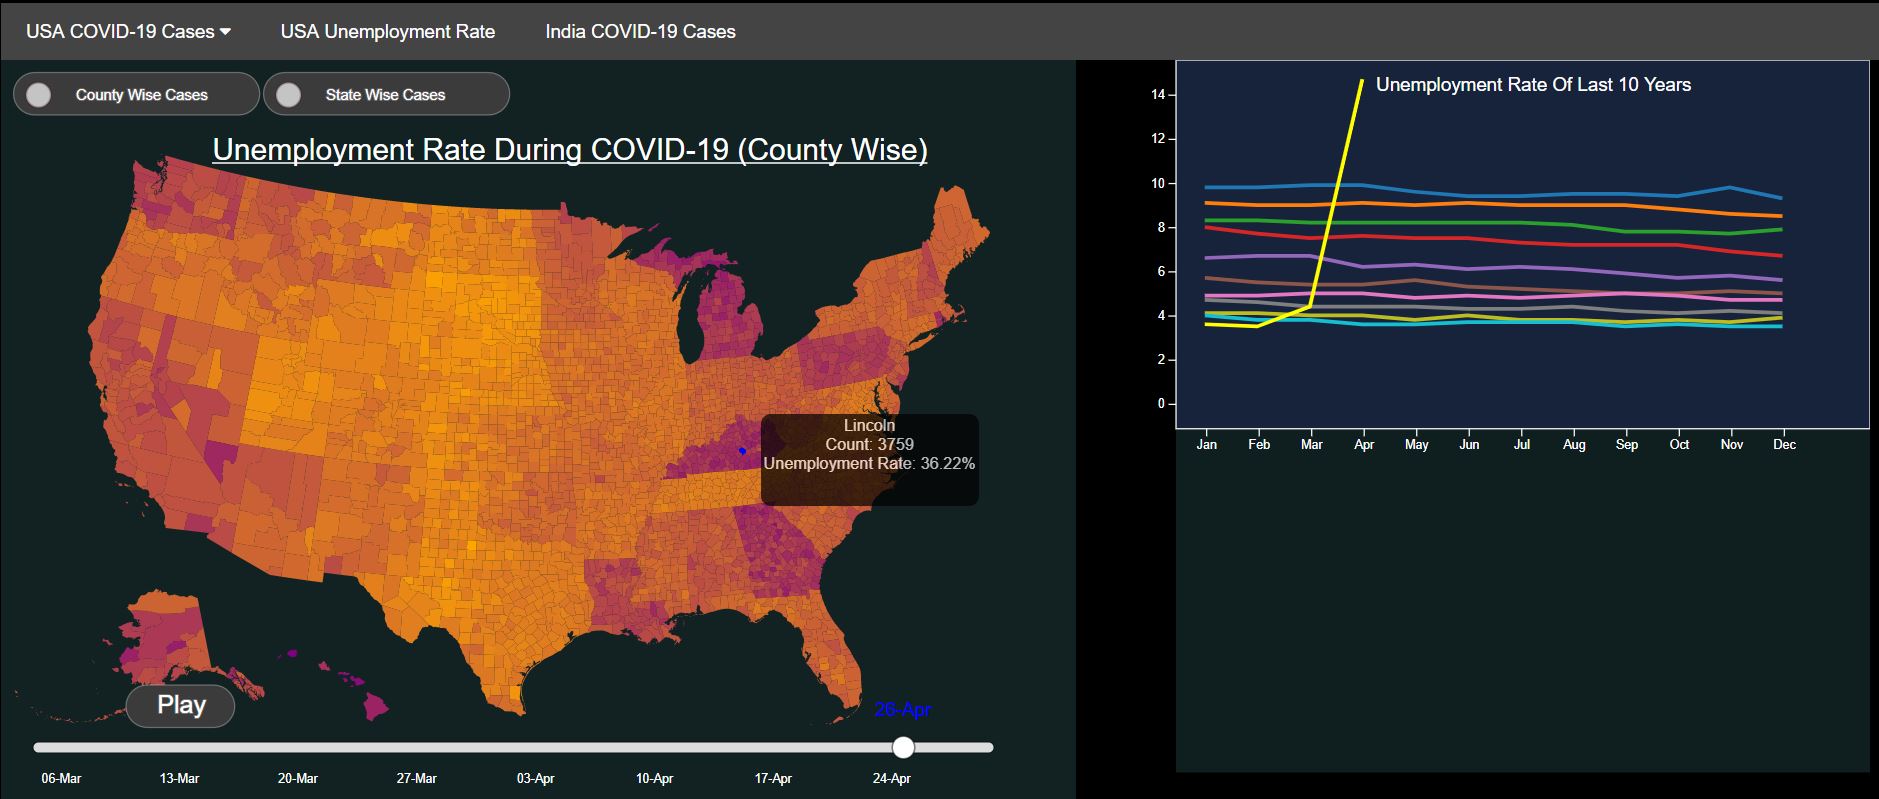 USA COVID-19 Cases
USA Unemployment Rate
India COVID-19 Cases
County Wise Cases
State Wise Cases
Unemployment Rate During COVID-19 (County Wise)
Lincoln
Count: 3759
Unemployment Rate: 36.22%
Play
26-Apr
06-Mar
13-Mar
20-Mar
27-Mar
03-Apr
10-Apr
17-Apr
24-Apr
Unemployment Rate Of Last 10 Years
14
12
10
8
6
4
2
0
Jan
Feb
Mar
Apr
May
Jun
Jul
Aug
Sep
Oct
Nov
Dec